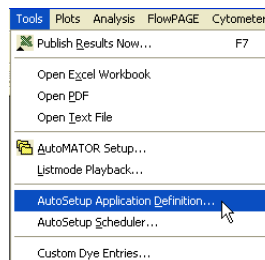 Tools Plots Analysis FlowPAGE Cytometer
Publish Results Now... F7
Open Excel Workbook
Open PDF
Open Text File
AutoMATOR Setup...
Listmode Playback...
AutoSetup Application Definition...
AutoSetup Scheduler...
Custom Dye Entries...